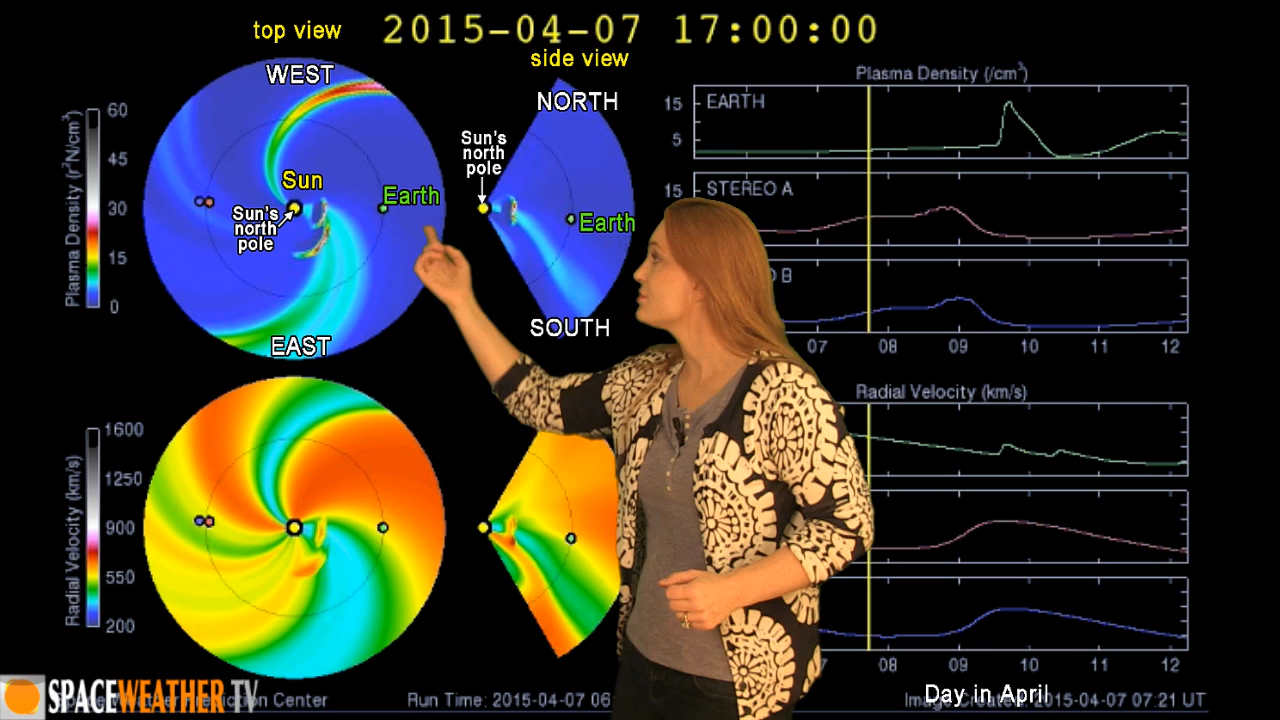 top view
2015-04-07 17:00:00
side view
WEST
NORTH
Sun's
north
pole
Sun
Earth
Sun's
north
pole
Earth
EAST
SOUTH
Plasma Density (r²N/cm³)
60
45
30
15
0
Plasma Density (/cm³)
15
5
EARTH
15
STEREO A
B
07 08 09 10 11 12
Radial Velocity (km/s)
1600
1250
900
550
200
Radial Velocity (km/s)
7 08 09 10 11 12
Day in April
SPACEWEATHER TV
Prediction Center
Run Time: 2015-04-07 06
Image Created: 2015-04-07 07:21 UT